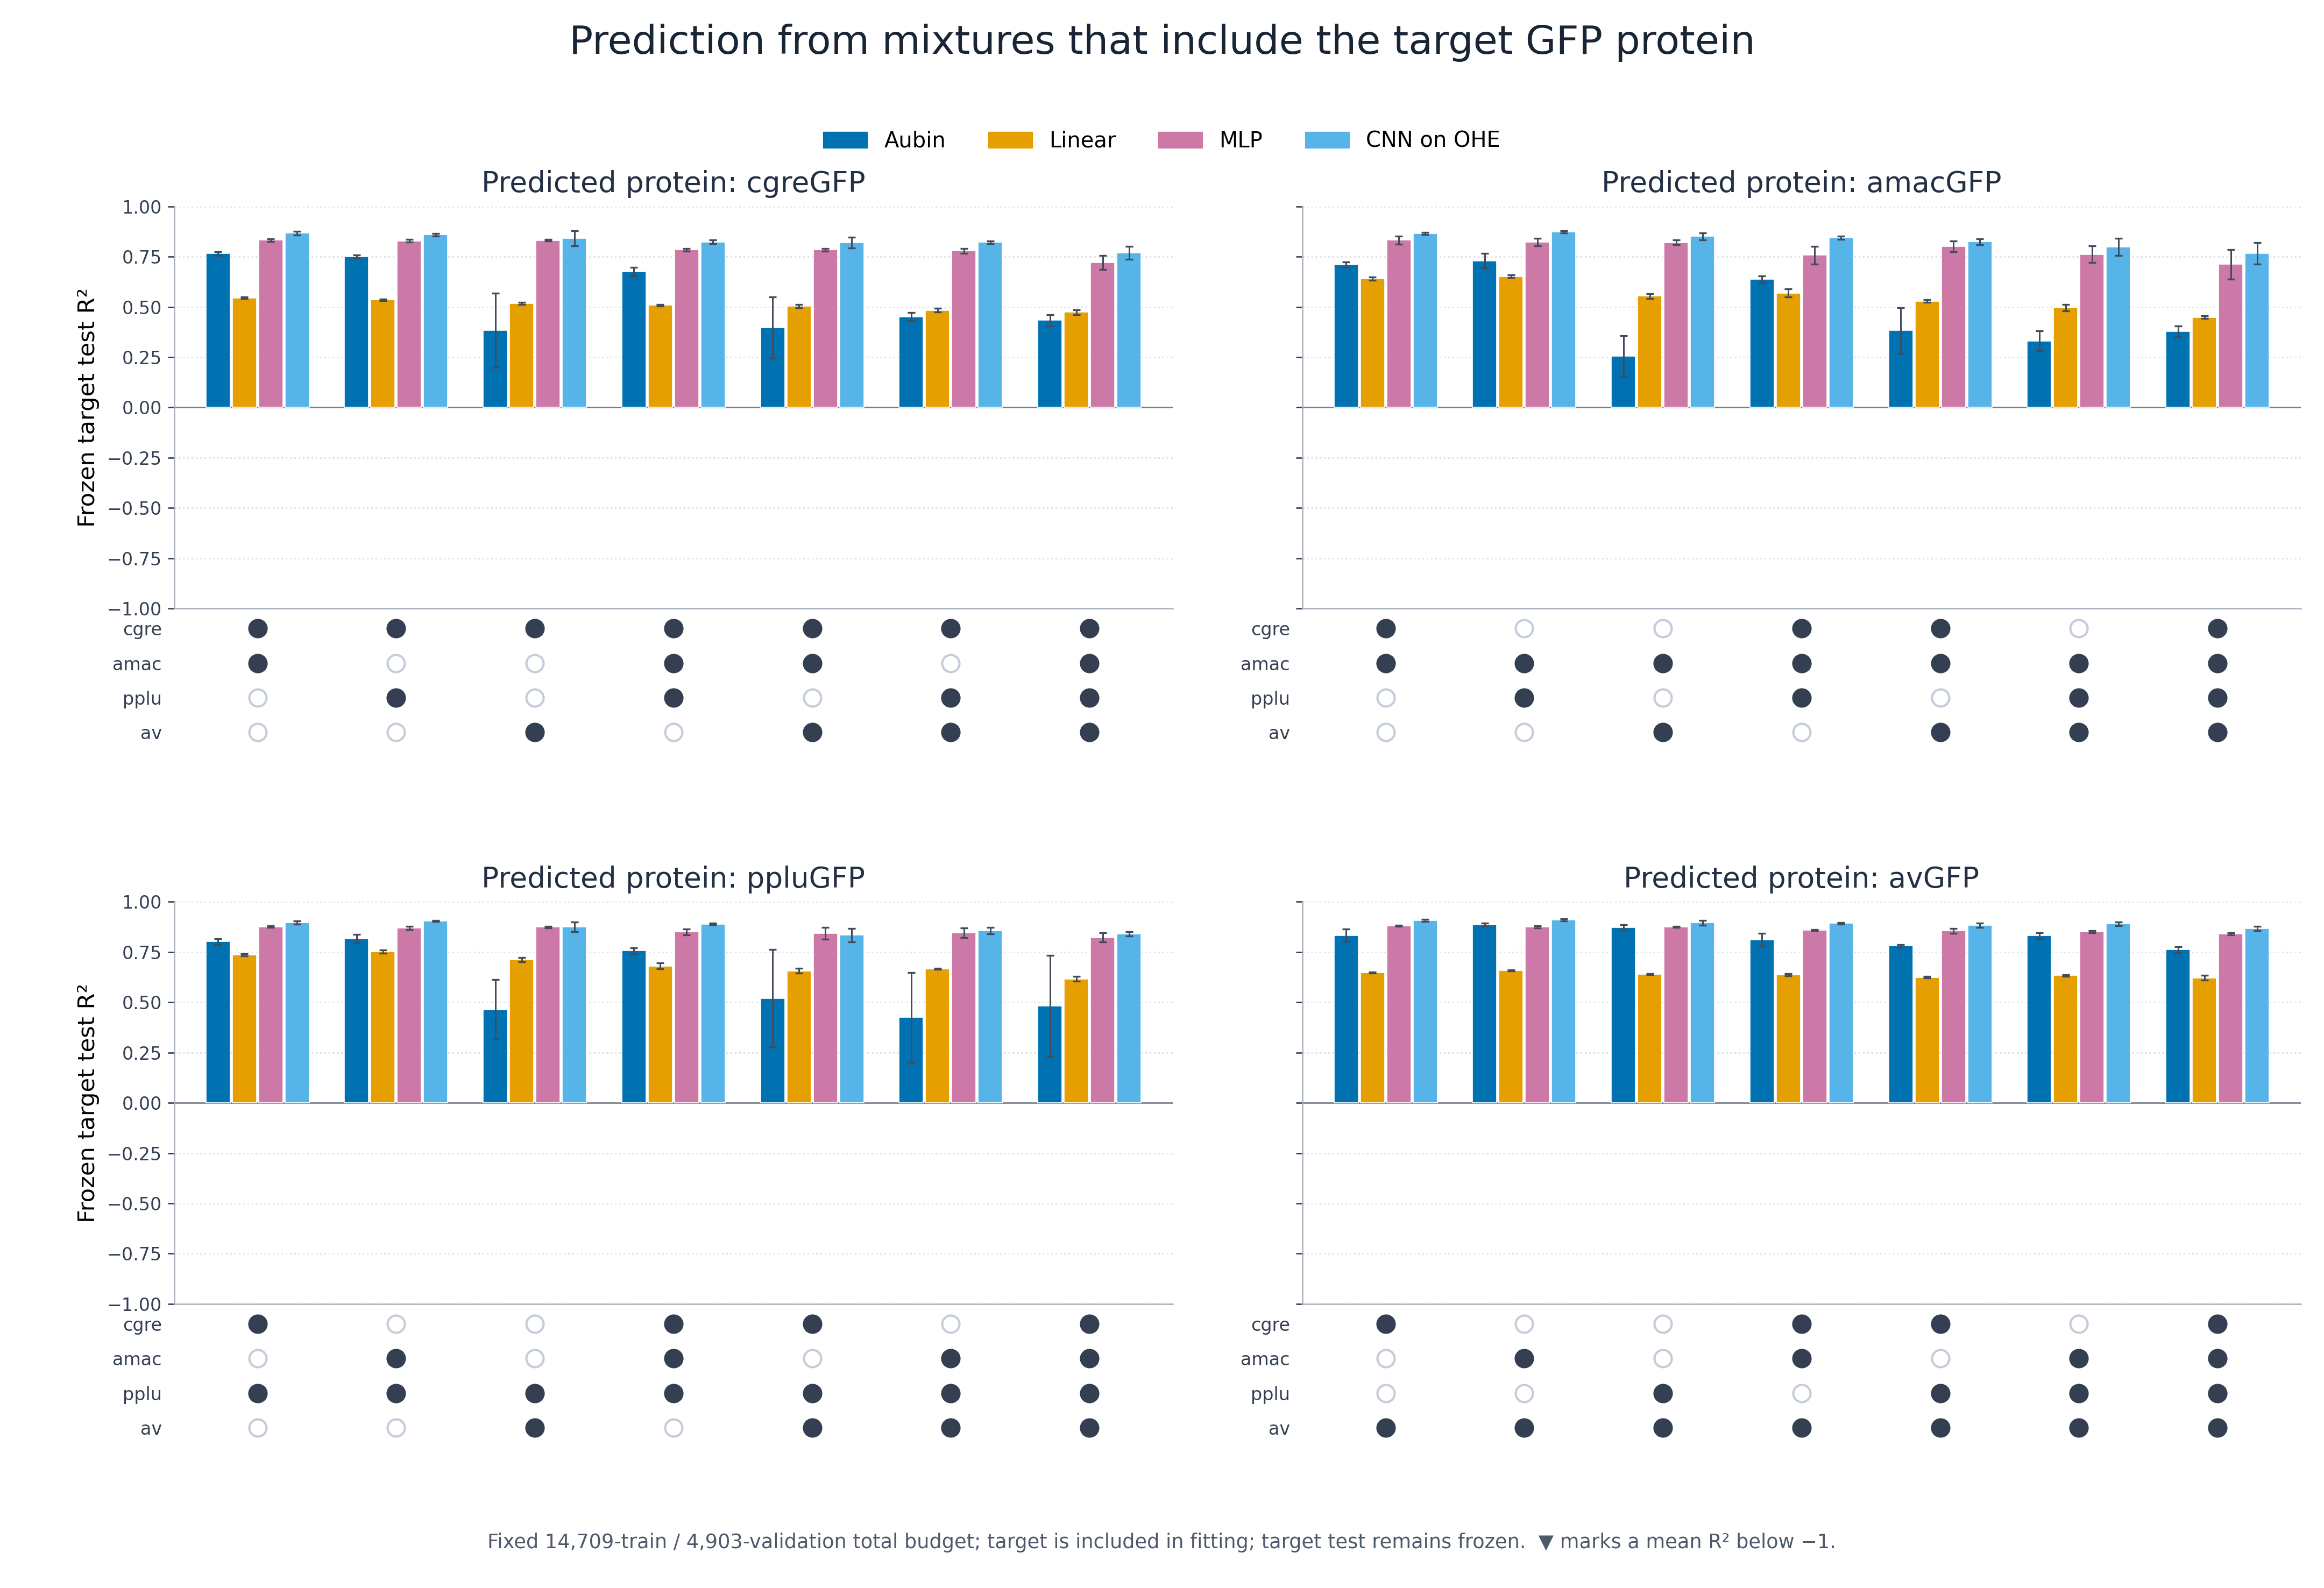 Prediction from mixtures that include the target GFP protein
Aubin
Linear
MLP
CNN on OHE
Predicted protein: cgreGFP
Frozen target test R²
1.00
0.75
0.50
0.25
0.00
−0.25
−0.50
−0.75
−1.00
cgre
amac
pplu
av
Predicted protein: amacGFP
cgre
amac
pplu
av
Predicted protein: ppluGFP
Frozen target test R²
1.00
0.75
0.50
0.25
0.00
−0.25
−0.50
−0.75
−1.00
cgre
amac
pplu
av
Predicted protein: avGFP
cgre
amac
pplu
av
Fixed 14,709-train / 4,903-validation total budget; target is included in fitting; target test remains frozen. ▼ marks a mean R² below −1.